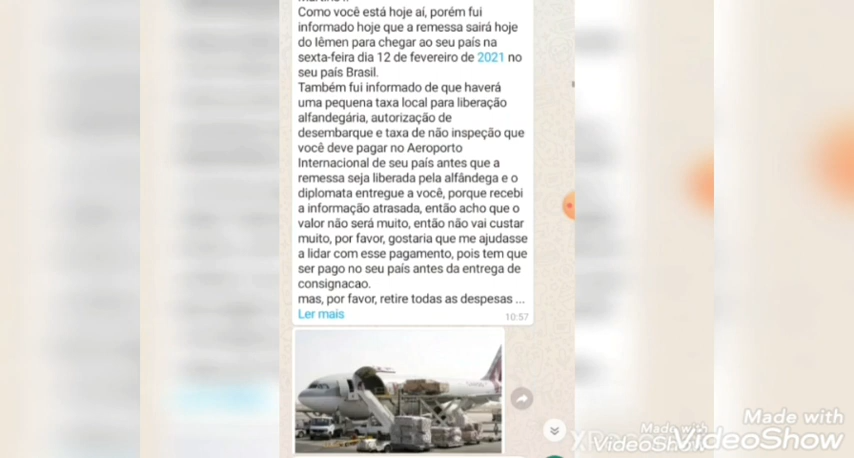 Como você está hoje aí, porém fui
informado hoje que a remessa sairá hoje
do Iêmen para chegar ao seu país na
sexta-feira dia 12 de fevereiro de 2021 no
seu país Brasil.
Também fui informado de que haverá
uma pequena taxa local para liberação
alfandegária, autorização de
desembarque e taxa de não inspeção que
você deve pagar no Aeroporto
Internacional de seu país antes que a
remessa seja liberada pela alfândega e o
diplomata entregue a você, porque recebi
a informação atrasada, então acho que o
valor não será muito, então não vai custar
muito, por favor, gostaria que me ajudasse
a lidar com esse pagamento, pois tem que
ser pago no seu país antes da entrega de
consignacao.
mas, por favor, retire todas as despesas ...
Ler mais
10:57
Made with
VideoShow
Made with
VideoShow